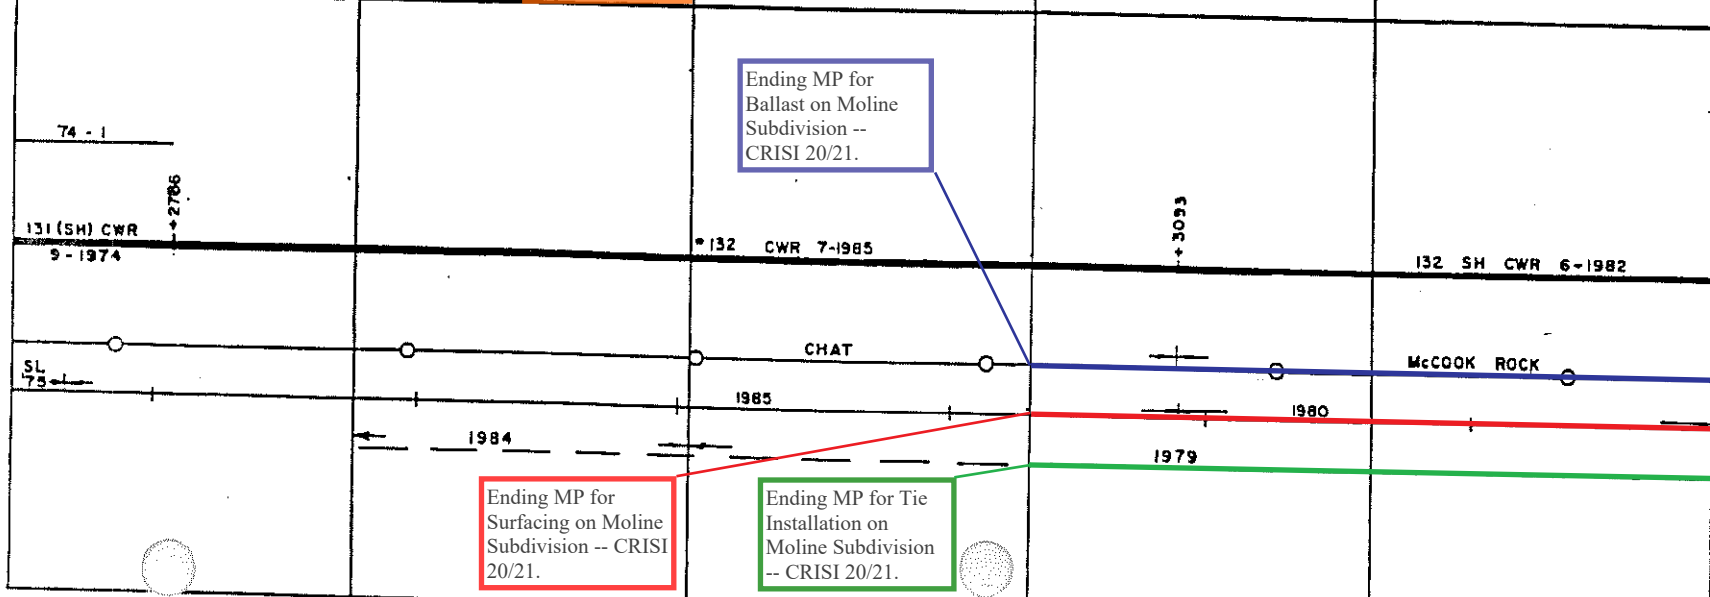 Ending MP for
Ballast on Moline
Subdivision --
CRISI 20/21.
74 - 1
+2786
131 (SH) CWR
9 - 1974
*132 CWR 7-1985
+3093
132 SH CWR 6-1982
CHAT
McCOOK ROCK
SL
'75
1985
1980
1984
1979
Ending MP for
Surfacing on Moline
Subdivision -- CRISI
20/21.
Ending MP for Tie
Installation on
Moline Subdivision
-- CRISI 20/21.